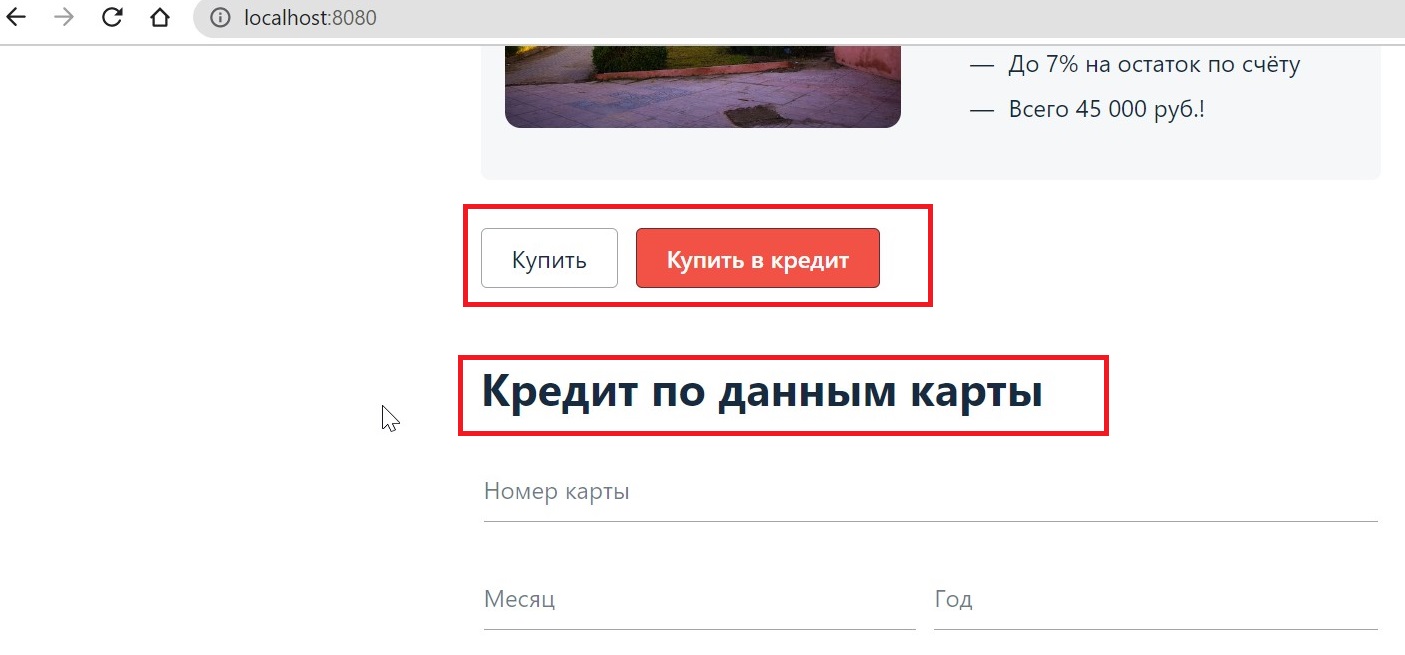 localhost:8080
— До 7% на остаток по счёту
— Всего 45 000 руб.!
Купить Купить в кредит
Кредит по данным карты
Номер карты
Месяц Год